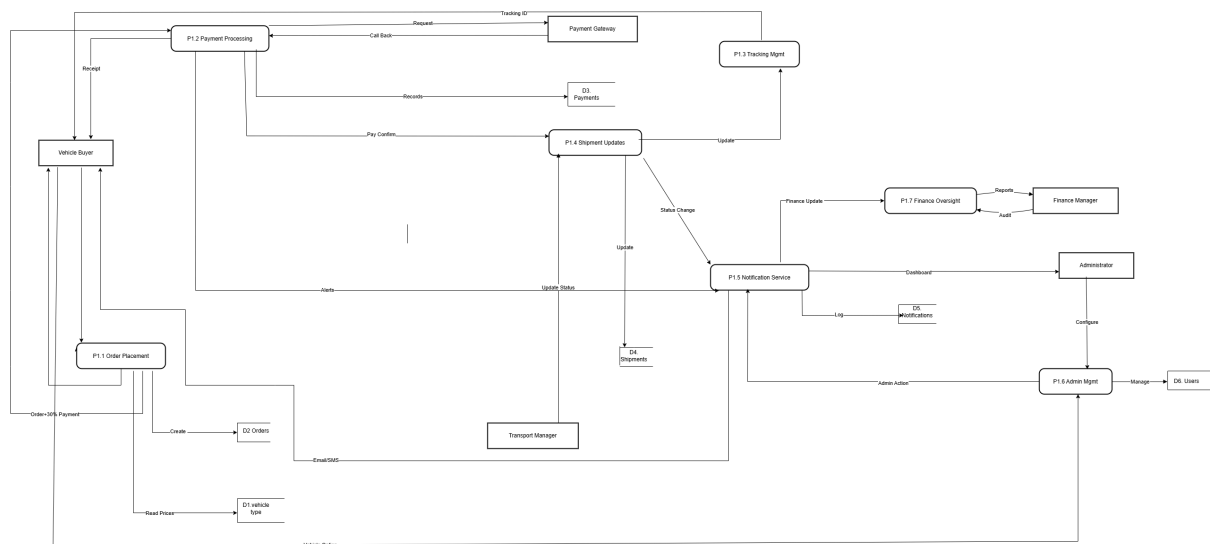 Tracking ID
Request
P1.2 Payment Processing
Payment Gateway
Call Back
P1.3 Tracking Mgmt
Receipt
Records
D3.
Payments
Pay Confirm
P1.4 Shipment Updates
Update
Vehicle Buyer
Reports
Finance Update
P1.7 Finance Oversight
Finance Manager
Status Change
Audit
Update
Administrator
P1.5 Notification Service
Dashboard
Alerts
Update Status
Log
D5.
Notifications
Configure
P1.1 Order Placement
D4.
Shipments
P1.6 Admin Mgmt
Admin Action
Manage
D6. Users
Order+30% Payment
Create
D2 Orders
Transport Manager
Email/SMS
D1.vehicle
type
Read Prices